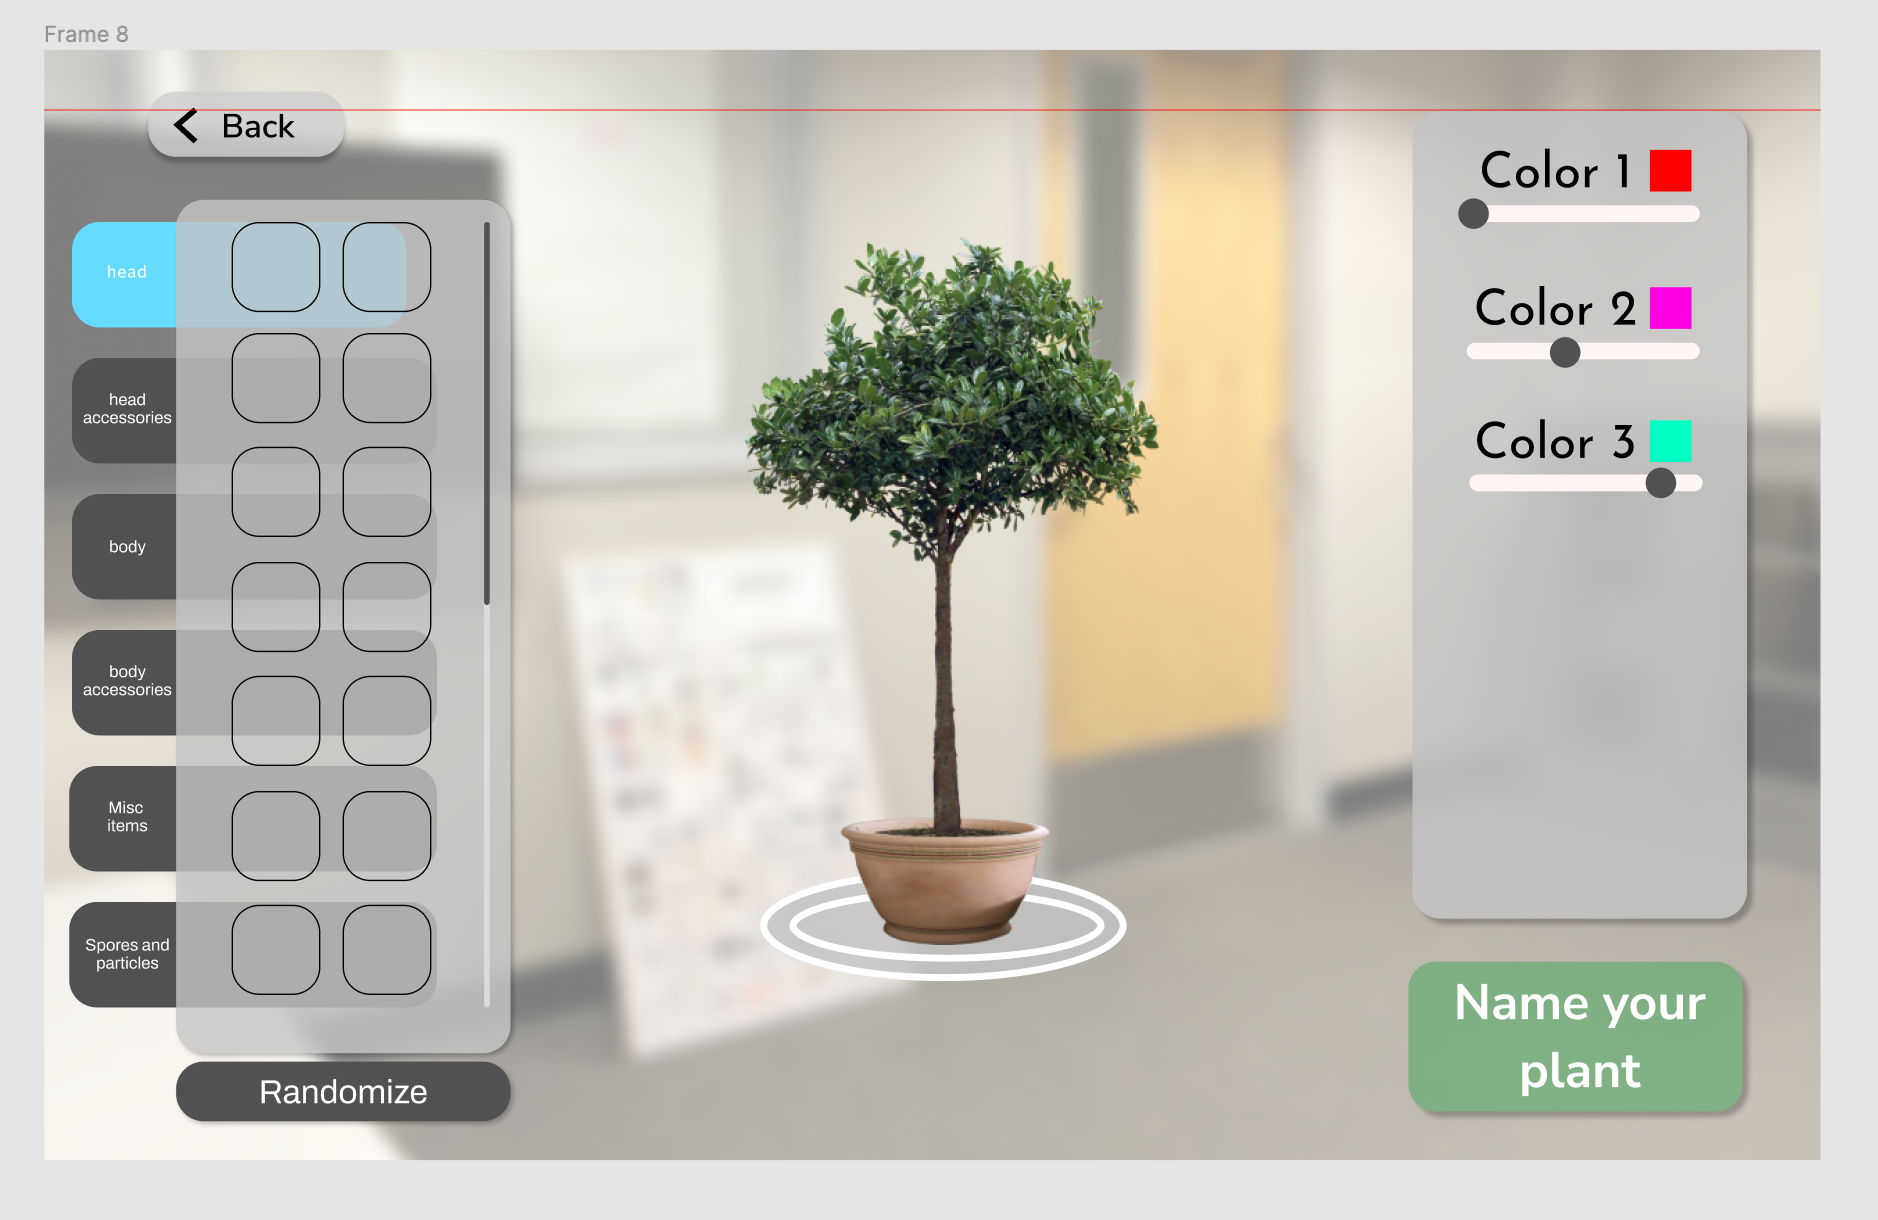 Frame 8
Back
head
head
accessories
body
body
accessories
Misc
items
Spores and
particles
Randomize
Color 1
Color 2
Color 3
Name your
plant